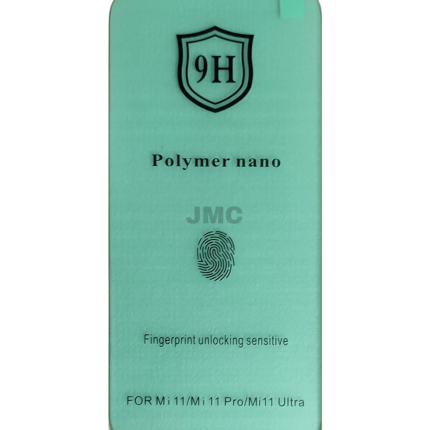 9H
Polymer nano
JMC
Fingerprint unlocking sensitive
FOR Mi 11/Mi 11 Pro/Mi11 Ultra